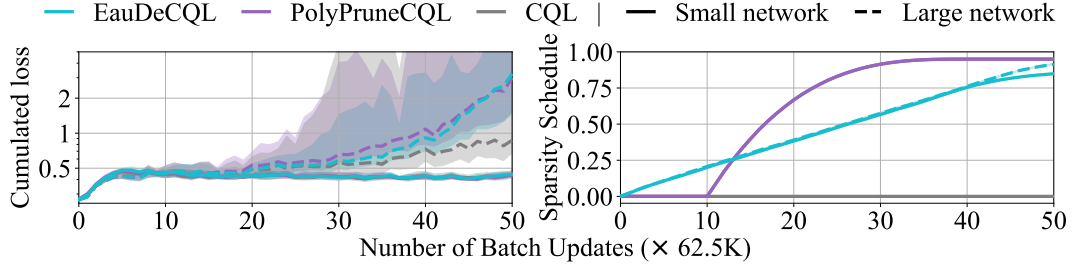 EauDeCQL PolyPruneCQL CQL | Small network Large network
Cumulated loss
2
1
0.5
0 10 20 30 40 50
Sparsity Schedule
1.00
0.75
0.50
0.25
0.00
0 10 20 30 40 50
Number of Batch Updates (× 62.5K)